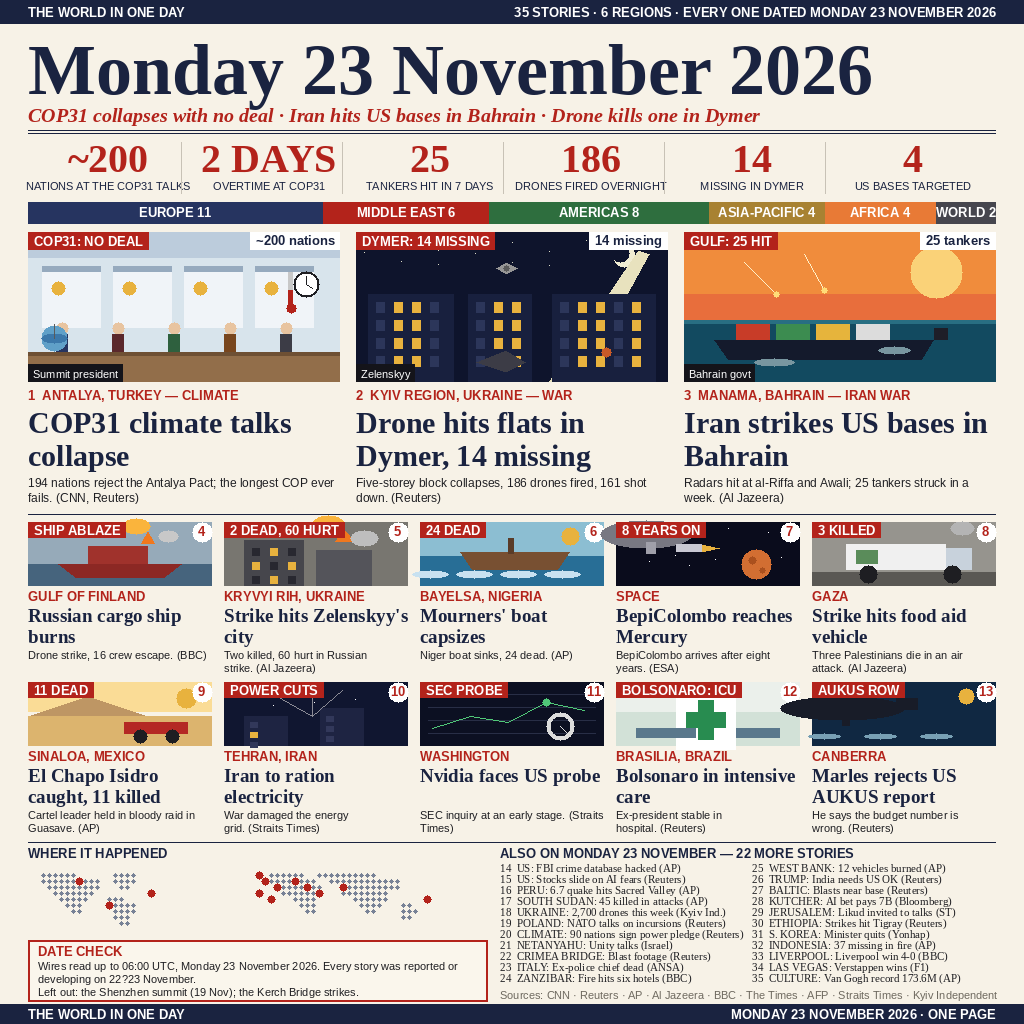 THE WORLD IN ONE DAY
35 STORIES · 6 REGIONS · EVERY ONE DATED MONDAY 23 NOVEMBER 2026
Monday 23 November 2026
COP31 collapses with no deal · Iran hits US bases in Bahrain · Drone kills one in Dymer
~200
NATIONS AT THE COP31 TALKS
2 DAYS
OVERTIME AT COP31
25
TANKERS HIT IN 7 DAYS
186
DRONES FIRED OVERNIGHT
14
MISSING IN DYMER
4
US BASES TARGETED
EUROPE 11
MIDDLE EAST 6
AMERICAS 8
ASIA-PACIFIC 4
AFRICA 4
WORLD 2
COP31: NO DEAL
~200 nations
Summit president
1 ANTALYA, TURKEY — CLIMATE
COP31 climate talks
collapse
194 nations reject the Antalya Pact; the longest COP ever
fails. (CNN, Reuters)
DYMER: 14 MISSING
14 missing
Zelenskyy
2 KYIV REGION, UKRAINE — WAR
Drone hits flats in
Dymer, 14 missing
Five-storey block collapses, 186 drones fired, 161 shot
down. (Reuters)
GULF: 25 HIT
25 tankers
Bahrain govt
3 MANAMA, BAHRAIN — IRAN WAR
Iran strikes US bases in
Bahrain
Radars hit at al-Riffa and Awali; 25 tankers struck in a
week. (Al Jazeera)
SHIP ABLAZE
4
GULF OF FINLAND
Russian cargo ship
burns
Drone strike, 16 crew escape. (BBC)
2 DEAD, 60 HURT
5
KRYVYI RIH, UKRAINE
Strike hits Zelenskyy's
city
Two killed, 60 hurt in Russian
strike. (Al Jazeera)
24 DEAD
6
BAYELSA, NIGERIA
Mourners' boat
capsizes
Niger boat sinks, 24 dead. (AP)
8 YEARS ON
7
SPACE
BepiColombo reaches
Mercury
BepiColombo arrives after eight
years. (ESA)
3 KILLED
8
GAZA
Strike hits food aid
vehicle
Three Palestinians die in an air
attack. (Al Jazeera)
11 DEAD
9
SINALOA, MEXICO
El Chapo Isidro
caught, 11 killed
Cartel leader held in bloody raid in
Guasave. (AP)
POWER CUTS
10
TEHRAN, IRAN
Iran to ration
electricity
War damaged the energy
grid. (Straits Times)
SEC PROBE
11
WASHINGTON
Nvidia faces US probe
SEC inquiry at an early stage. (Straits
Times)
BOLSONARO: ICU
12
BRASILIA, BRAZIL
Bolsonaro in intensive
care
Ex-president stable in
hospital. (Reuters)
AUKUS ROW
13
CANBERRA
Marles rejects US
AUKUS report
He says the budget number is
wrong. (Reuters)
WHERE IT HAPPENED
DATE CHECK
Wires read up to 06:00 UTC, Monday 23 November 2026. Every story was reported or
developing on 22?23 November.
Left out: the Shenzhen summit (19 Nov); the Kerch Bridge strikes.
ALSO ON MONDAY 23 NOVEMBER — 22 MORE STORIES
14 US: FBI crime database hacked (AP)
15 US: Stocks slide on AI fears (Reuters)
16 PERU: 6.7 quake hits Sacred Valley (AP)
17 SOUTH SUDAN: 45 killed in attacks (AP)
18 UKRAINE: 2,700 drones this week (Kyiv Ind.)
19 POLAND: NATO talks on incursions (Reuters)
20 CLIMATE: 90 nations sign power pledge (Reuters)
21 NETANYAHU: Unity talks (Israel)
22 CRIMEA BRIDGE: Blast footage (Reuters)
23 ITALY: Ex-police chief dead (ANSA)
24 ZANZIBAR: Fire hits six hotels (BBC)
25 WEST BANK: 12 vehicles burned (AP)
26 TRUMP: India needs US OK (Reuters)
27 BALTIC: Blasts near base (Reuters)
28 KUTCHER: AI bet pays 7B (Bloomberg)
29 JERUSALEM: Likud invited to talks (ST)
30 ETHIOPIA: Strikes hit Tigray (Reuters)
31 S. KOREA: Minister quits (Yonhap)
32 INDONESIA: 37 missing in fire (AP)
33 LIVERPOOL: Liverpool win 4-0 (BBC)
34 LAS VEGAS: Verstappen wins (F1)
35 CULTURE: Van Gogh record 173.6M (AP)
Sources: CNN · Reuters · AP · Al Jazeera · BBC · The Times · AFP · Straits Times · Kyiv Independent
THE WORLD IN ONE DAY
MONDAY 23 NOVEMBER 2026 · ONE PAGE